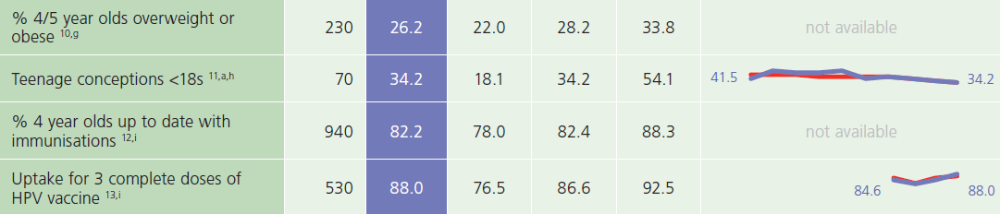 % 4/5 year olds overweight or
obese 10,g 230 26.2 22.0 28.2 33.8 not available
Teenage conceptions <18s 11,a,h 70 34.2 18.1 34.2 54.1 41.5 34.2
% 4 year olds up to date with
immunisations 12,i 940 82.2 78.0 82.4 88.3 not available
Uptake for 3 complete doses of
HPV vaccine 13,i 530 88.0 76.5 86.6 92.5 84.6 88.0